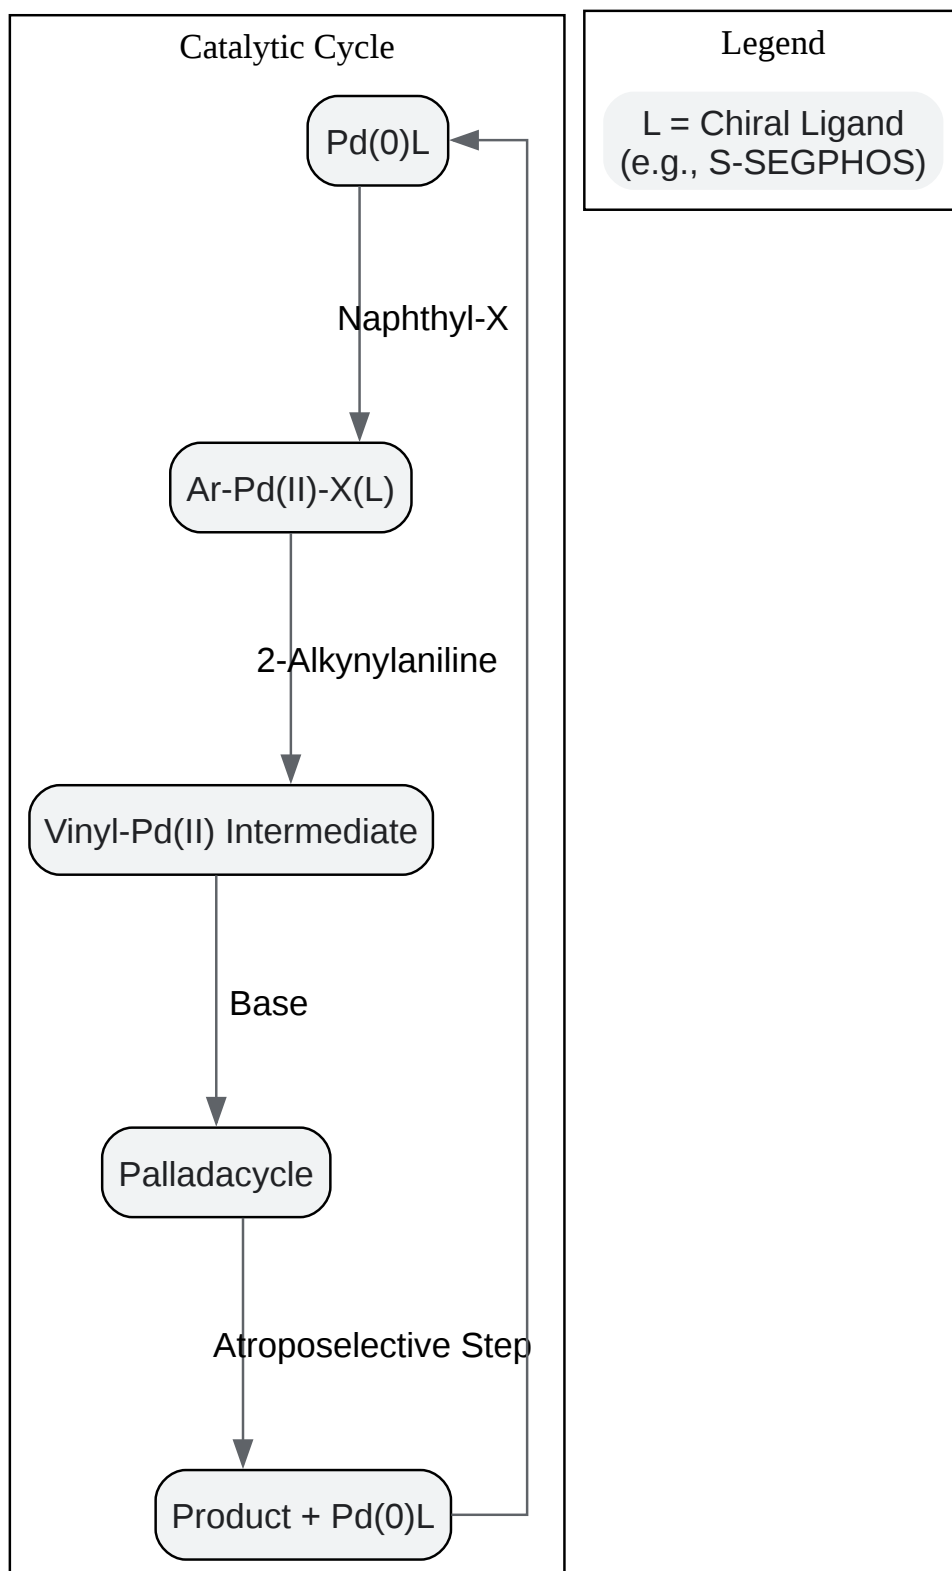 Catalytic Cycle
Pd(0)L
Naphthyl-X
Ar-Pd(II)-X(L)
2-Alkynylaniline
Vinyl-Pd(II) Intermediate
Base
Palladacycle
Atroposelective Step
Product + Pd(0)L
Legend
L = Chiral Ligand
(e.g., S-SEGPHOS)